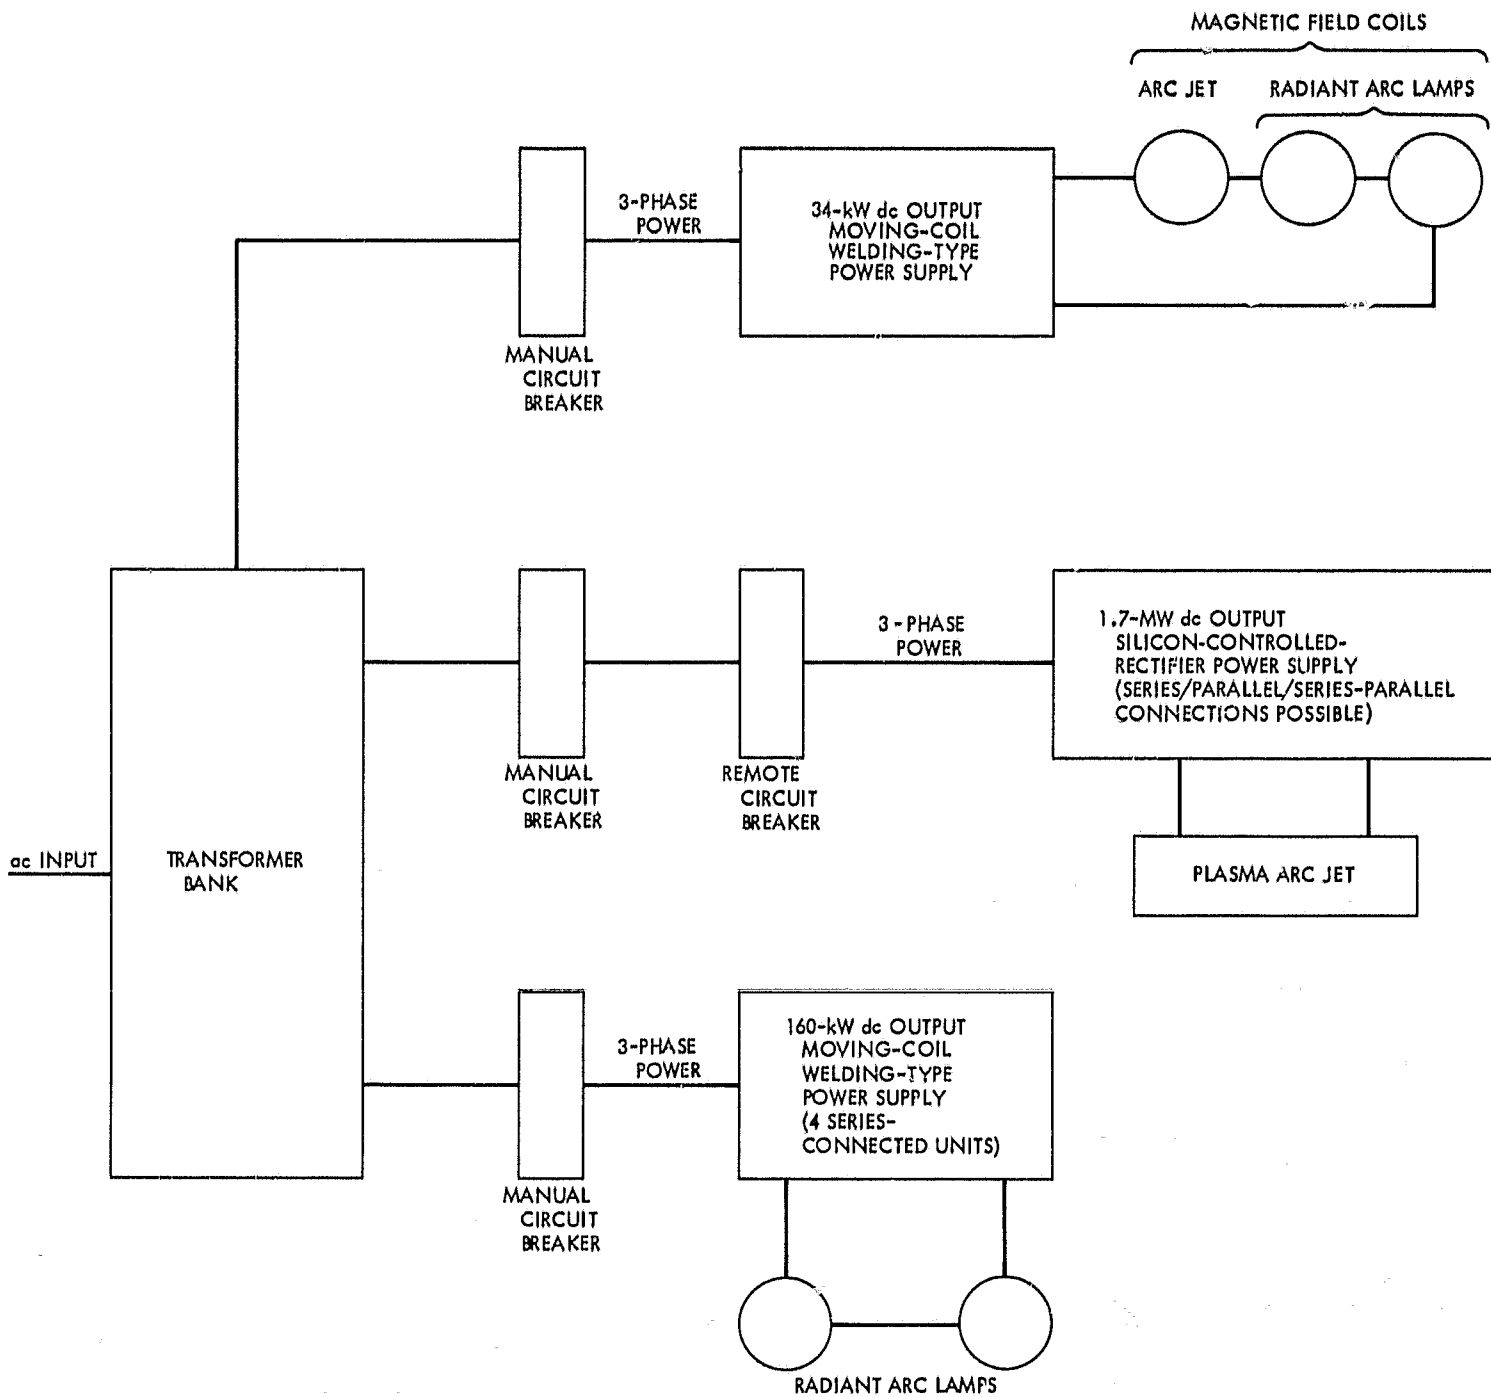 MAGNETIC FIELD COILS
ARC JET
RADIANT ARC LAMPS
3-PHASE
POWER
34-kW dc OUTPUT
MOVING-COIL
WELDING-TYPE
POWER SUPPLY
MANUAL
CIRCUIT
BREAKER
3-PHASE
POWER
1.7-MW dc OUTPUT
SILICON-CONTROLLED-
RECTIFIER POWER SUPPLY
(SERIES/PARALLEL/SERIES-PARALLEL
CONNECTIONS POSSIBLE)
MANUAL
CIRCUIT
BREAKER
REMOTE
CIRCUIT
BREAKER
ac INPUT
TRANSFORMER
BANK
PLASMA ARC JET
3-PHASE
POWER
160-kW dc OUTPUT
MOVING-COIL
WELDING-TYPE
POWER SUPPLY
(4 SERIES-
CONNECTED UNITS)
MANUAL
CIRCUIT
BREAKER
RADIANT ARC LAMPS